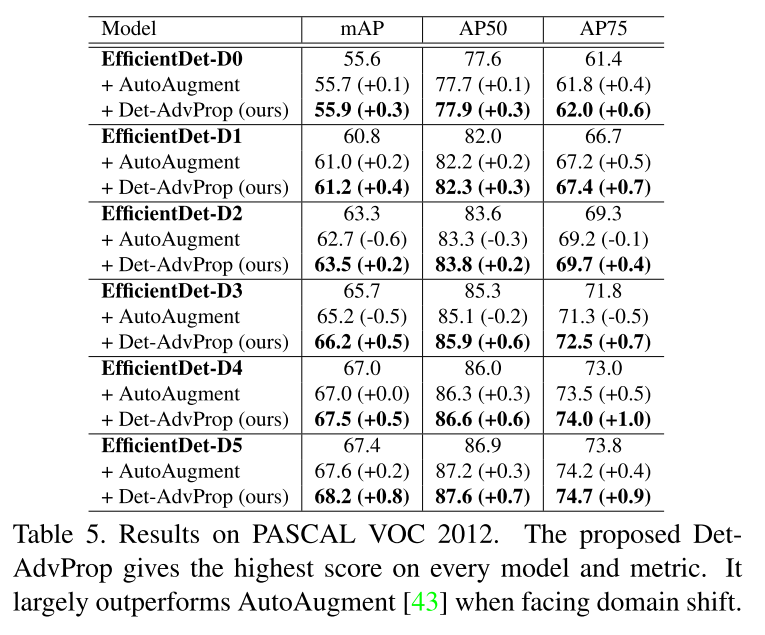 Model mAP AP50 AP75
EfficientDet-D0 55.6 77.6 61.4
+ AutoAugment 55.7 (+0.1) 77.7 (+0.1) 61.8 (+0.4)
+ Det-AdvProp (ours) 55.9 (+0.3) 77.9 (+0.3) 62.0 (+0.6)
EfficientDet-D1 60.8 82.0 66.7
+ AutoAugment 61.0 (+0.2) 82.2 (+0.2) 67.2 (+0.5)
+ Det-AdvProp (ours) 61.2 (+0.4) 82.3 (+0.3) 67.4 (+0.7)
EfficientDet-D2 63.3 83.6 69.3
+ AutoAugment 62.7 (-0.6) 83.3 (-0.3) 69.2 (-0.1)
+ Det-AdvProp (ours) 63.5 (+0.2) 83.8 (+0.2) 69.7 (+0.4)
EfficientDet-D3 65.7 85.3 71.8
+ AutoAugment 65.2 (-0.5) 85.1 (-0.2) 71.3 (-0.5)
+ Det-AdvProp (ours) 66.2 (+0.5) 85.9 (+0.6) 72.5 (+0.7)
EfficientDet-D4 67.0 86.0 73.0
+ AutoAugment 67.0 (+0.0) 86.3 (+0.3) 73.5 (+0.5)
+ Det-AdvProp (ours) 67.5 (+0.5) 86.6 (+0.6) 74.0 (+1.0)
EfficientDet-D5 67.4 86.9 73.8
+ AutoAugment 67.6 (+0.2) 87.2 (+0.3) 74.2 (+0.4)
+ Det-AdvProp (ours) 68.2 (+0.8) 87.6 (+0.7) 74.7 (+0.9)
Table 5. Results on PASCAL VOC 2012. The proposed Det-
AdvProp gives the highest score on every model and metric. It
largely outperforms AutoAugment [43] when facing domain shift.